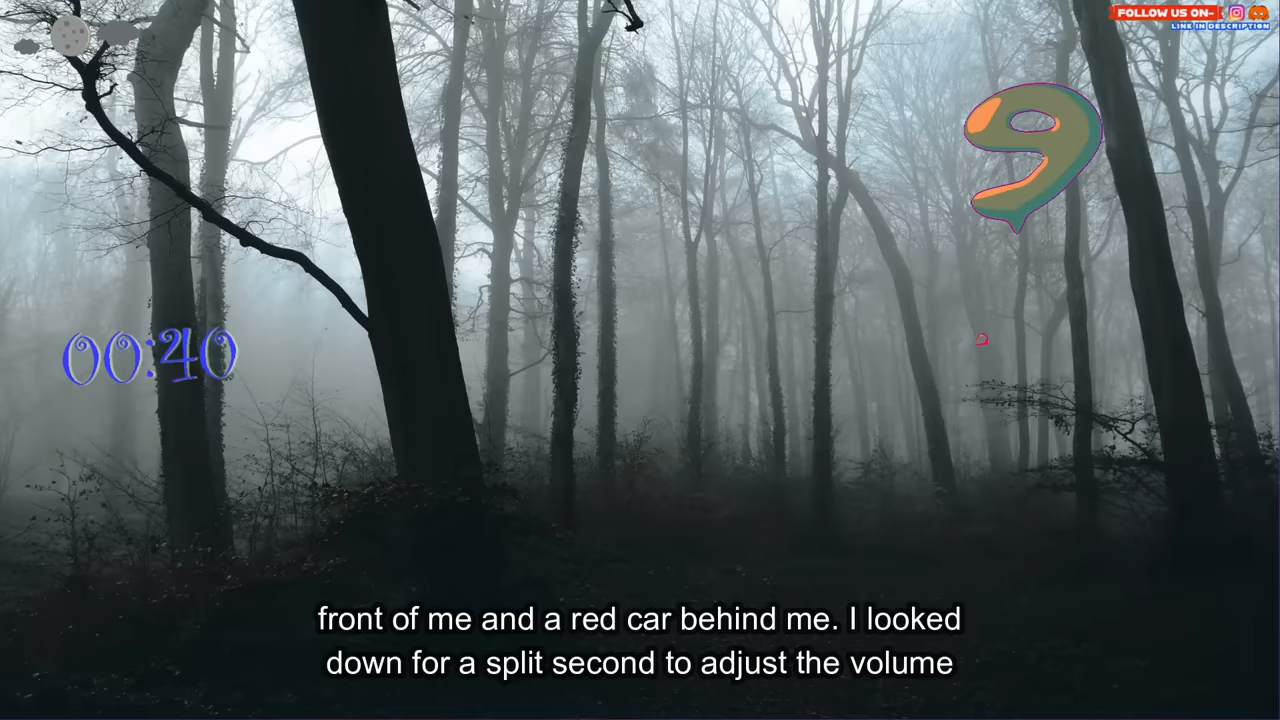 FOLLOW US ON-
LINK IN DESCRIPTION
9
00:40
front of me and a red car behind me. I looked
down for a split second to adjust the volume